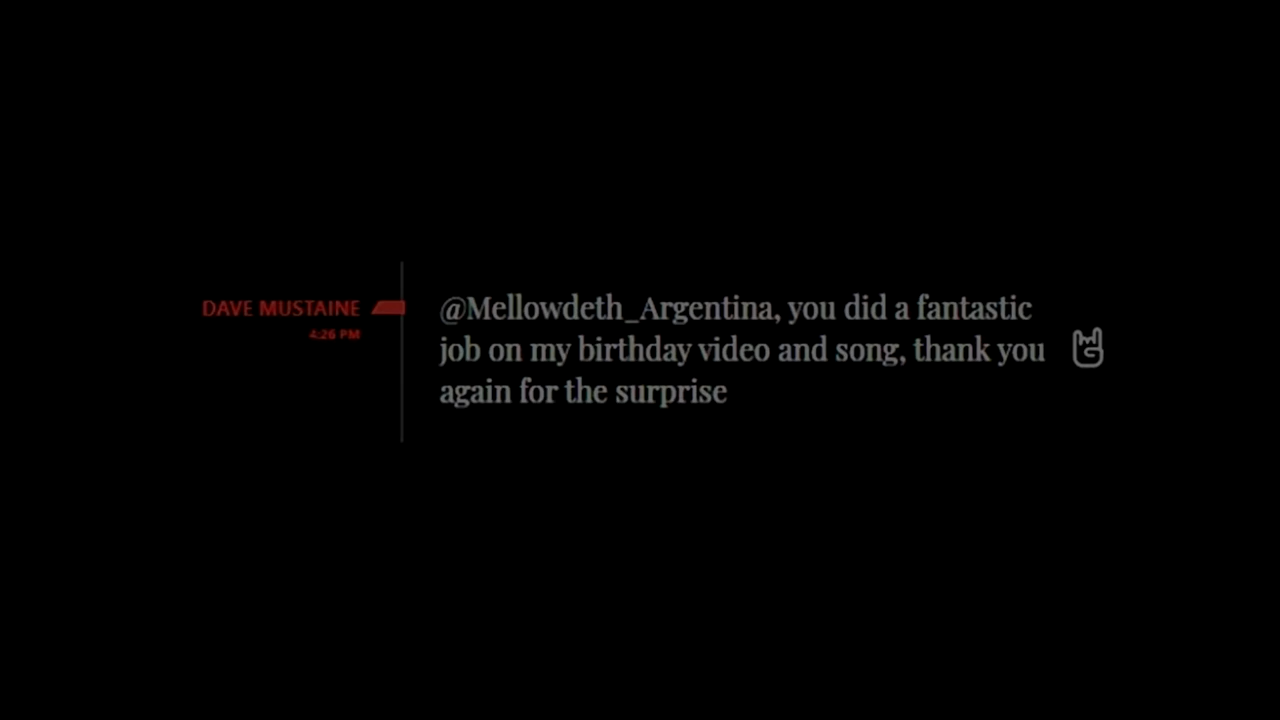 DAVE MUSTAINE
4:26 PM
@Mellowdeth_Argentina, you did a fantastic
job on my birthday video and song, thank you
again for the surprise